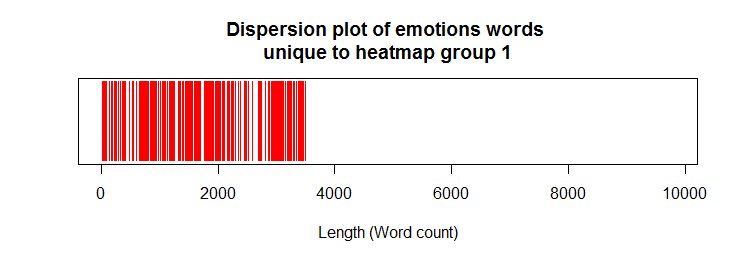 Dispersion plot of emotions words
unique to heatmap group 1
0 2000 4000 6000 8000 10000
Length (Word count)